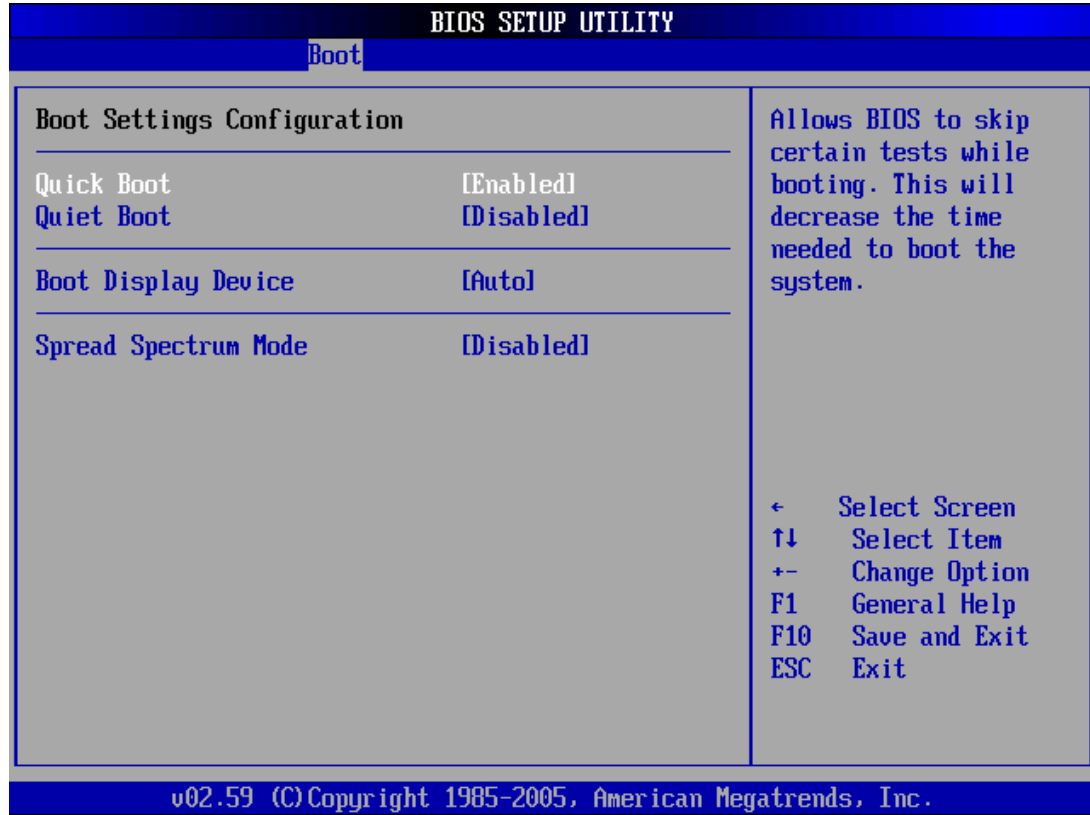 BIOS SETUP UTILITY
Boot
Boot Settings Configuration
Quick Boot [Enabled]
Quiet Boot [Disabled]
Boot Display Device [Auto]
Spread Spectrum Mode [Disabled]
Allows BIOS to skip
certain tests while
booting. This will
decrease the time
needed to boot the
system.
← Select Screen
↑↓ Select Item
+- Change Option
F1 General Help
F10 Save and Exit
ESC Exit
v02.59 (C)Copyright 1985-2005, American Megatrends, Inc.